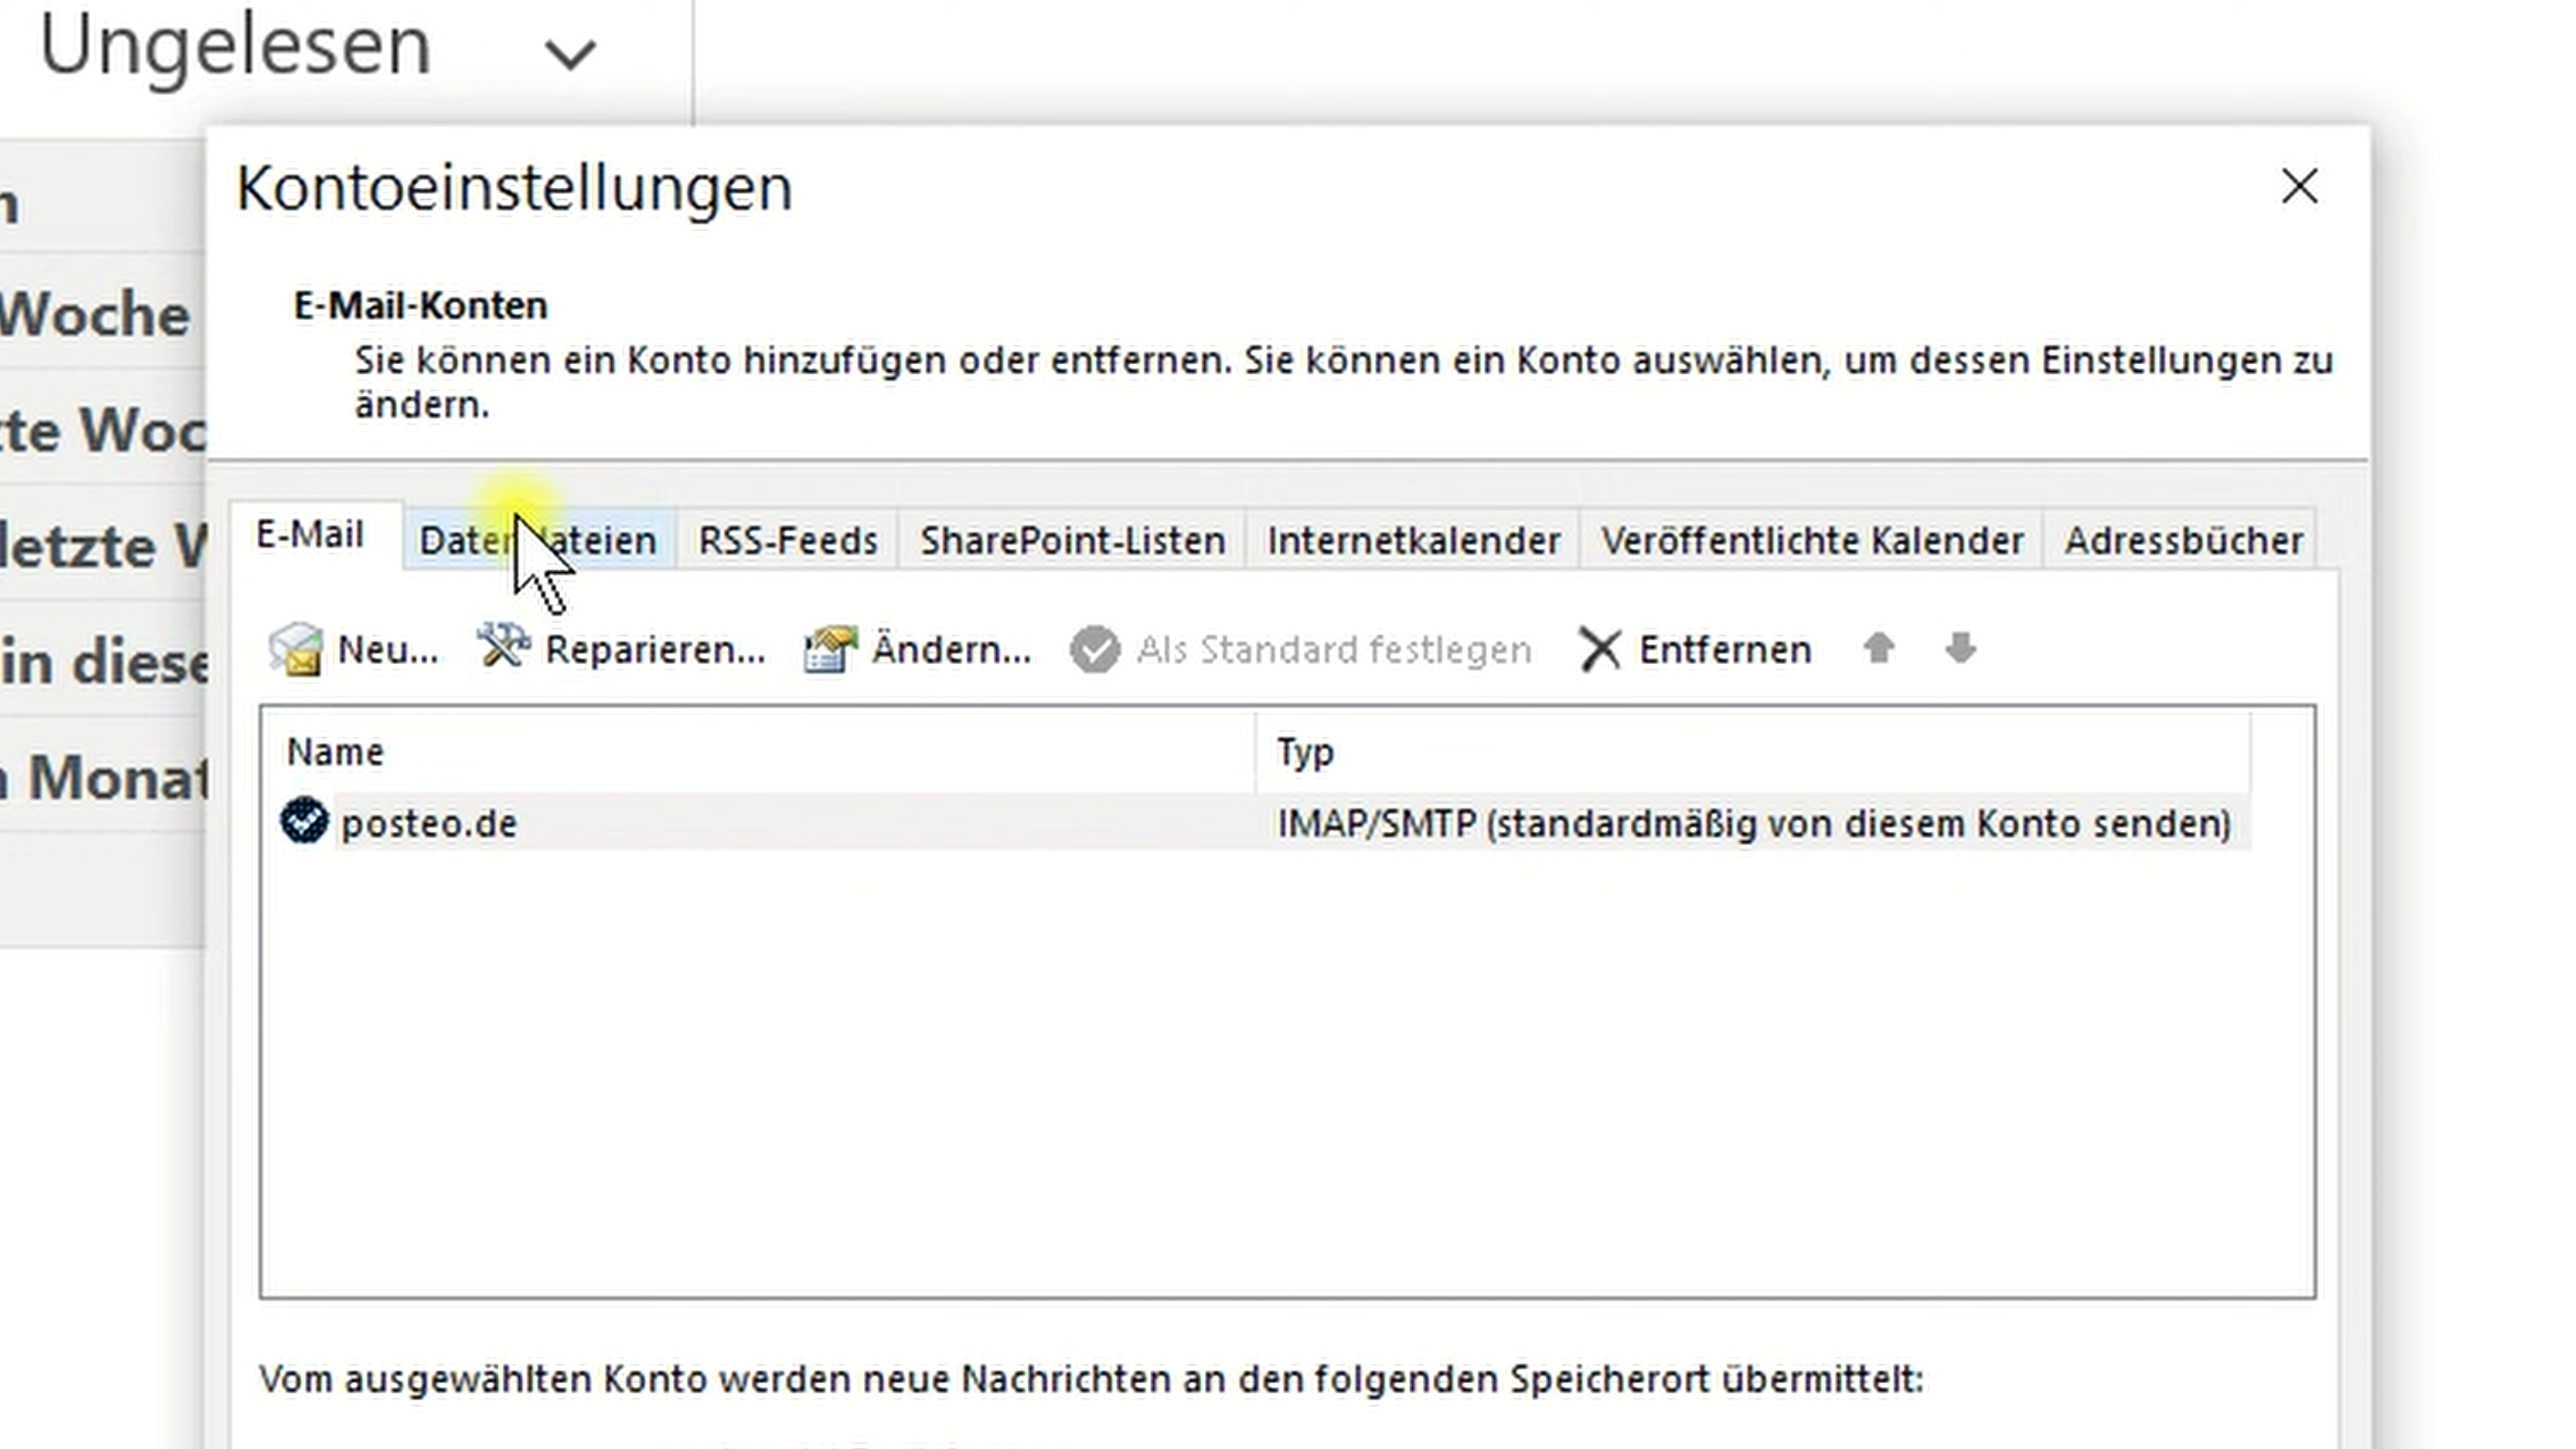 Ungelesen
Kontoeinstellungen
E-Mail-Konten
Sie können ein Konto hinzufügen oder entfernen. Sie können ein Konto auswählen, um dessen Einstellungen zu
ändern.
Woche
letzte
in diese
Monat
E-Mail Datendateien RSS-Feeds SharePoint-Listen Internetkalender Veröffentlichte Kalender Adressbücher
Neu... Reparieren... Ändern... Als Standard festlegen Entfernen
Name Typ
posteo.de IMAP/SMTP (standardmäßig von diesem Konto senden)
Vom ausgewählten Konto werden neue Nachrichten an den folgenden Speicherort übermittelt: